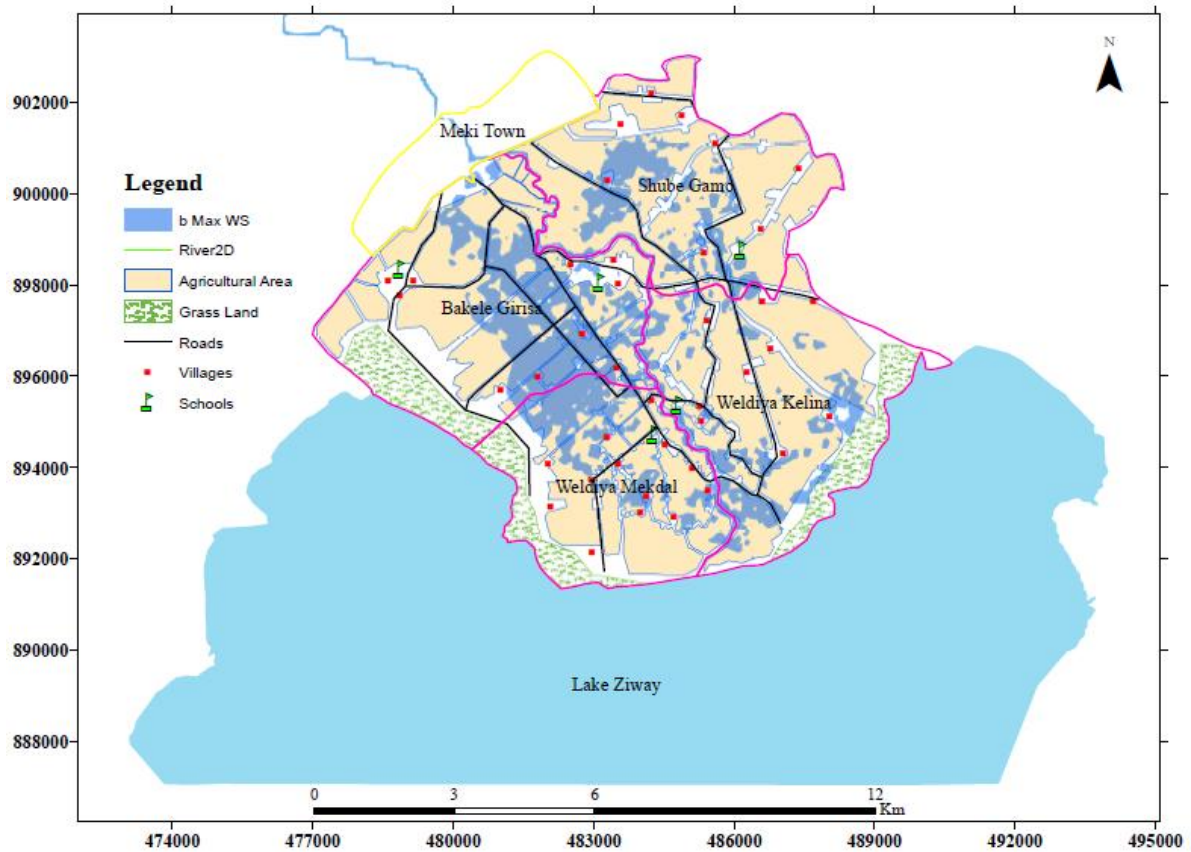 N
902000
900000
898000
896000
894000
892000
890000
888000
Meki Town
Shube Gamo
Legend
b Max WS
River2D
Agricultural Area
Grass Land
Roads
Villages
Schools
Bakele Girisa
Weldiya Kelina
Weldiya Mekdal
Lake Ziway
0 3 6 12
Km
474000 477000 480000 483000 486000 489000 492000 495000